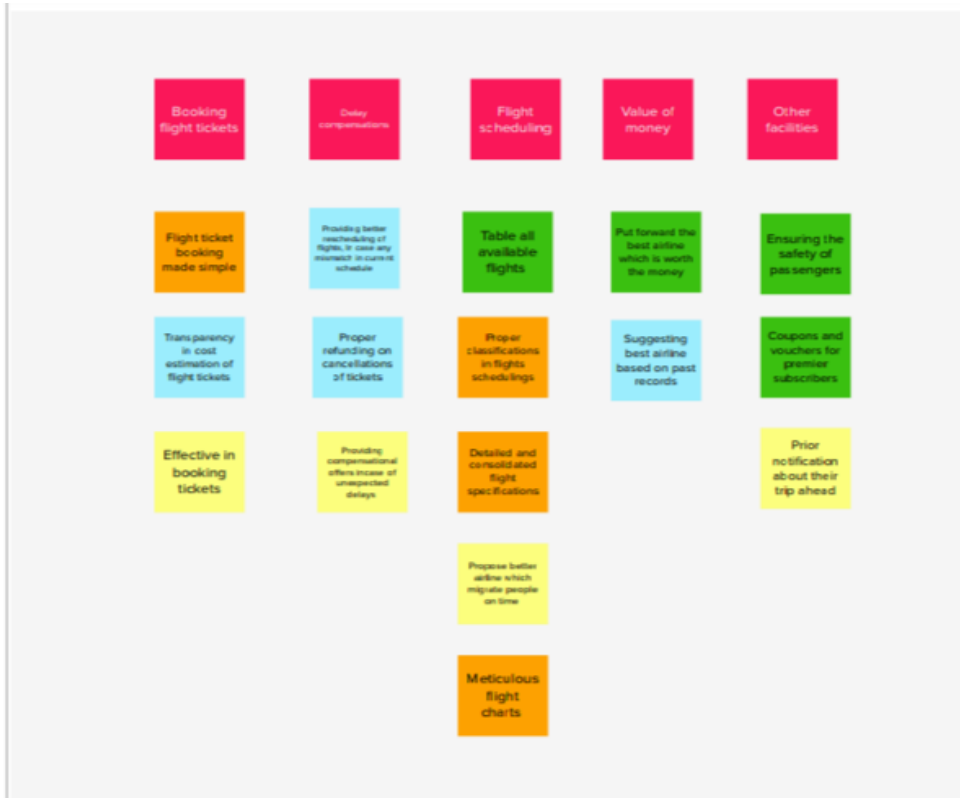 Booking
flight tickets
Delay
compensations
Flight
scheduling
Value of
money
Other
facilities
Flight ticket
booking
made simple
Providing better
rescheduling of
flights, in case any
mismatch in current
schedule
Table all
available
flights
Put forward the
best airline
which is worth
the money
Ensuring the
safety of
passengers
Transparency
in cost
estimation of
flight tickets
Proper
refunding on
cancellations
of tickets
Proper
classifications
in flights
schedulings
Suggesting
best airline
based on past
records
Coupons and
vouchers for
premier
subscribers
Effective in
booking
tickets
Providing
compensational
offers incase of
unexpected
delays
Detailed and
consolidated
flight
specifications
Prior
notification
about their
trip ahead
Propose better
airline which
migrate people
on time
Meticulous
flight
charts